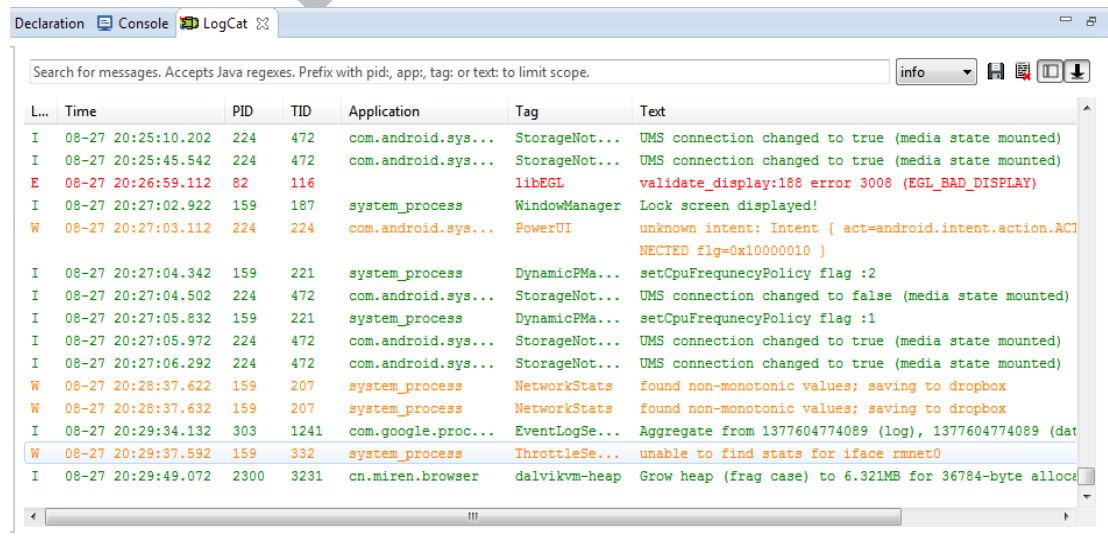 Declaration Console LogCat
Search for messages. Accepts Java regexes. Prefix with pid:, app:, tag: or text: to limit scope. info
L... Time PID TID Application Tag Text
I 08-27 20:25:10.202 224 472 com.android.sys... StorageNot... UMS connection changed to true (media state mounted)
I 08-27 20:25:45.542 224 472 com.android.sys... StorageNot... UMS connection changed to true (media state mounted)
E 08-27 20:26:59.112 82 116 libEGL validate_display:188 error 3008 (EGL_BAD_DISPLAY)
I 08-27 20:27:02.922 159 187 system_process WindowManager Lock screen displayed!
W 08-27 20:27:03.112 224 224 com.android.sys... PowerUI unknown intent: Intent { act=android.intent.action.ACT
NECTED flg=0x10000010 }
I 08-27 20:27:04.342 159 221 system_process DynamicPMa... setCpuFrequnecyPolicy flag :2
I 08-27 20:27:04.502 224 472 com.android.sys... StorageNot... UMS connection changed to false (media state mounted)
I 08-27 20:27:05.832 159 221 system_process DynamicPMa... setCpuFrequnecyPolicy flag :1
I 08-27 20:27:05.972 224 472 com.android.sys... StorageNot... UMS connection changed to true (media state mounted)
I 08-27 20:27:06.292 224 472 com.android.sys... StorageNot... UMS connection changed to true (media state mounted)
W 08-27 20:28:37.622 159 207 system_process NetworkStats found non-monotonic values; saving to dropbox
W 08-27 20:28:37.632 159 207 system_process NetworkStats found non-monotonic values; saving to dropbox
I 08-27 20:29:34.132 303 1241 com.google.proc... EventLogSe... Aggregate from 1377604774089 (log), 1377604774089 (dat
W 08-27 20:29:37.592 159 332 system_process ThrottleSe... unable to find stats for iface rmnet0
I 08-27 20:29:49.072 2300 3231 cn.miren.browser dalvikvm-heap Grow heap (frag case) to 6.321MB for 36784-byte alloca